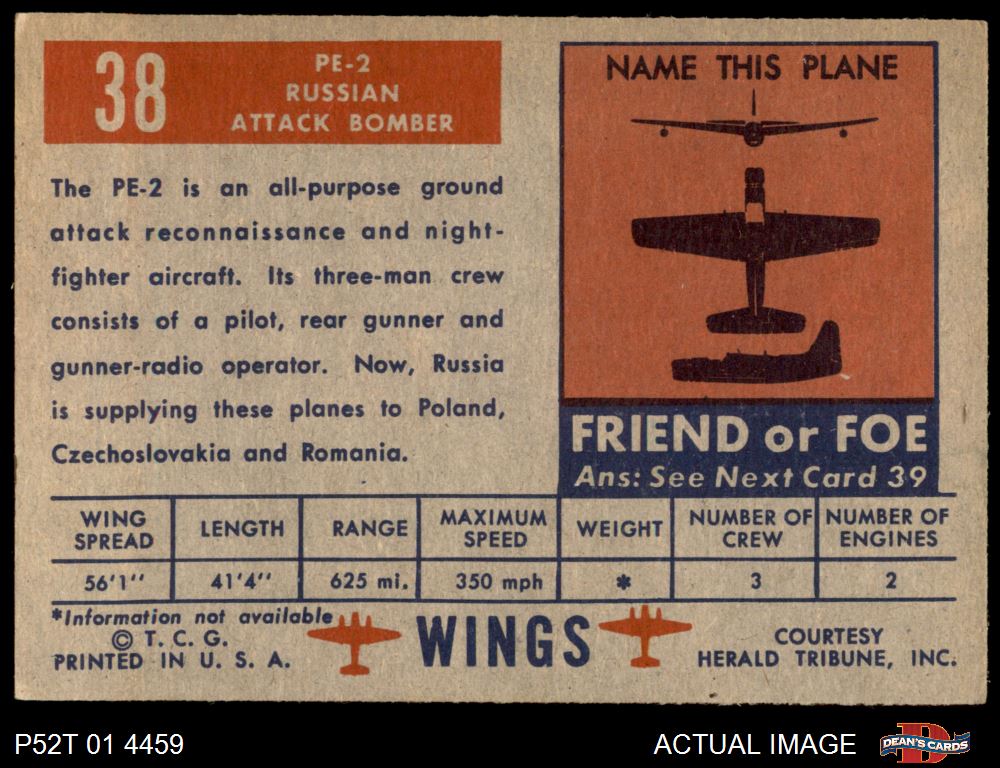 38
PE-2
RUSSIAN
ATTACK BOMBER
The PE-2 is an all-purpose ground
attack reconnaissance and night-
fighter aircraft. Its three-man crew
consists of a pilot, rear gunner and
gunner-radio operator. Now, Russia
is supplying these planes to Poland,
Czechoslovakia and Romania.
NAME THIS PLANE
FRIEND or FOE
Ans: See Next Card 39
WING SPREAD
LENGTH
RANGE
MAXIMUM SPEED
WEIGHT
NUMBER OF CREW
NUMBER OF ENGINES
56'1''
41'4''
625 mi.
350 mph
*
3
2
*Information not available
© T. C. G.
PRINTED IN U. S. A.
WINGS
COURTESY
HERALD TRIBUNE, INC.
P52T 01 4459
ACTUAL IMAGE
D
DEAN'S CARDS